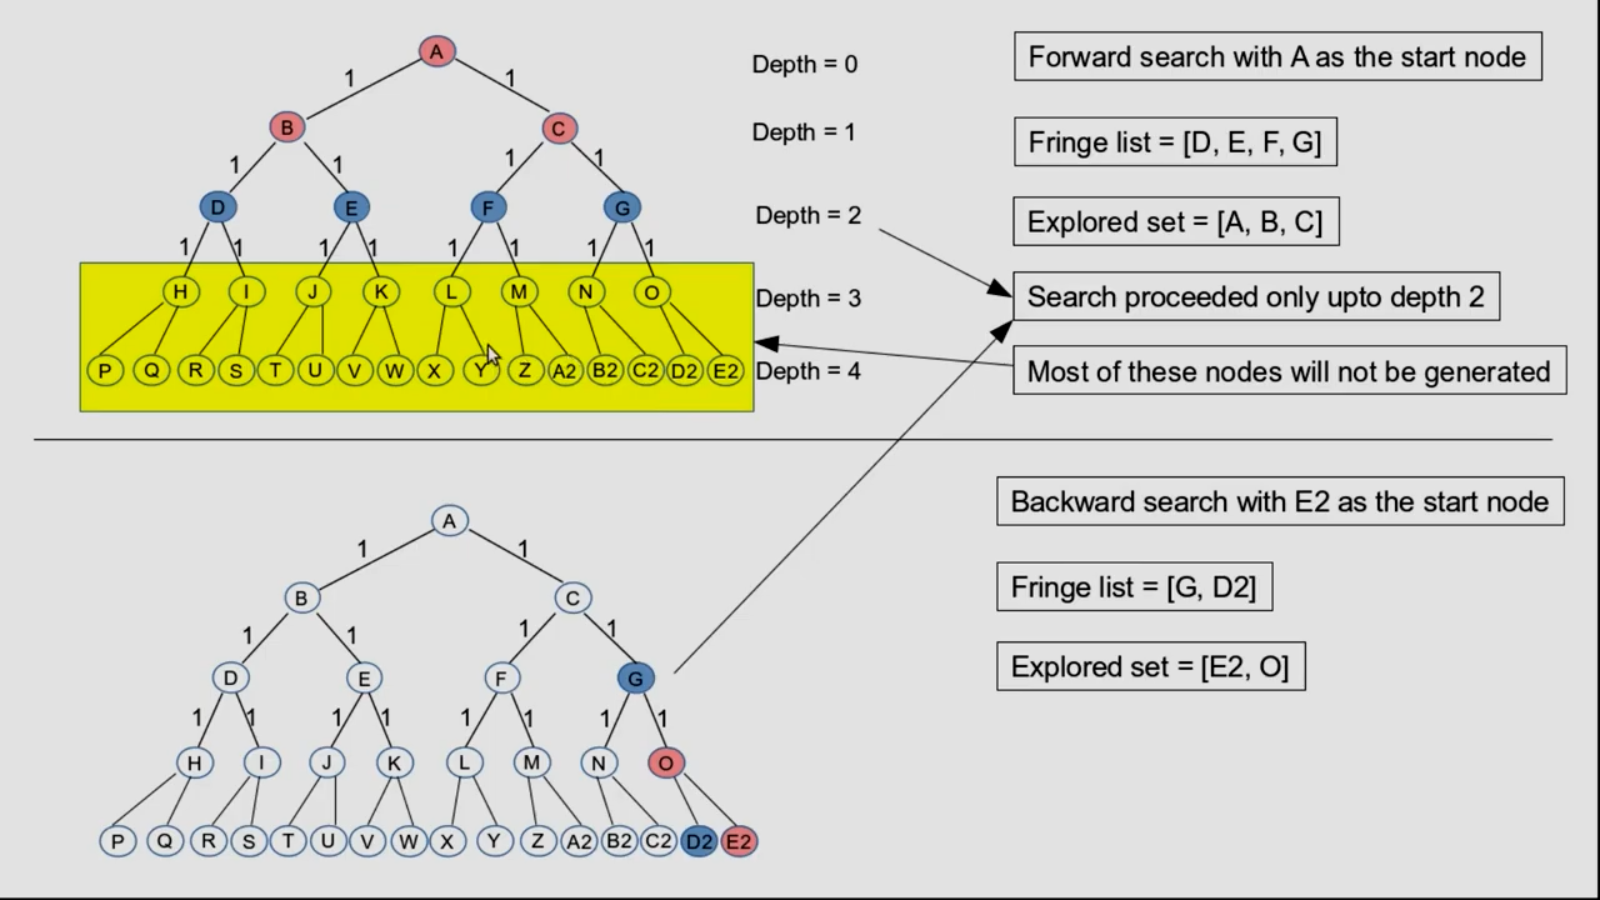 A
Depth = 0
Forward search with A as the start node
1 1
B C
Depth = 1
Fringe list = [D, E, F, G]
1 1 1 1
D E F G
Depth = 2
Explored set = [A, B, C]
1 1 1 1 1 1 1 1
H I J K L M N O
Depth = 3
Search proceeded only upto depth 2
P Q R S T U V W X Y Z A2 B2 C2 D2 E2
Depth = 4
Most of these nodes will not be generated
Backward search with E2 as the start node
A
1 1
B C
Fringe list = [G, D2]
1 1 1 1
D E F G
Explored set = [E2, O]
1 1 1 1 1 1 1 1
H I J K L M N O
P Q R S T U V W X Y Z A2 B2 C2 D2 E2